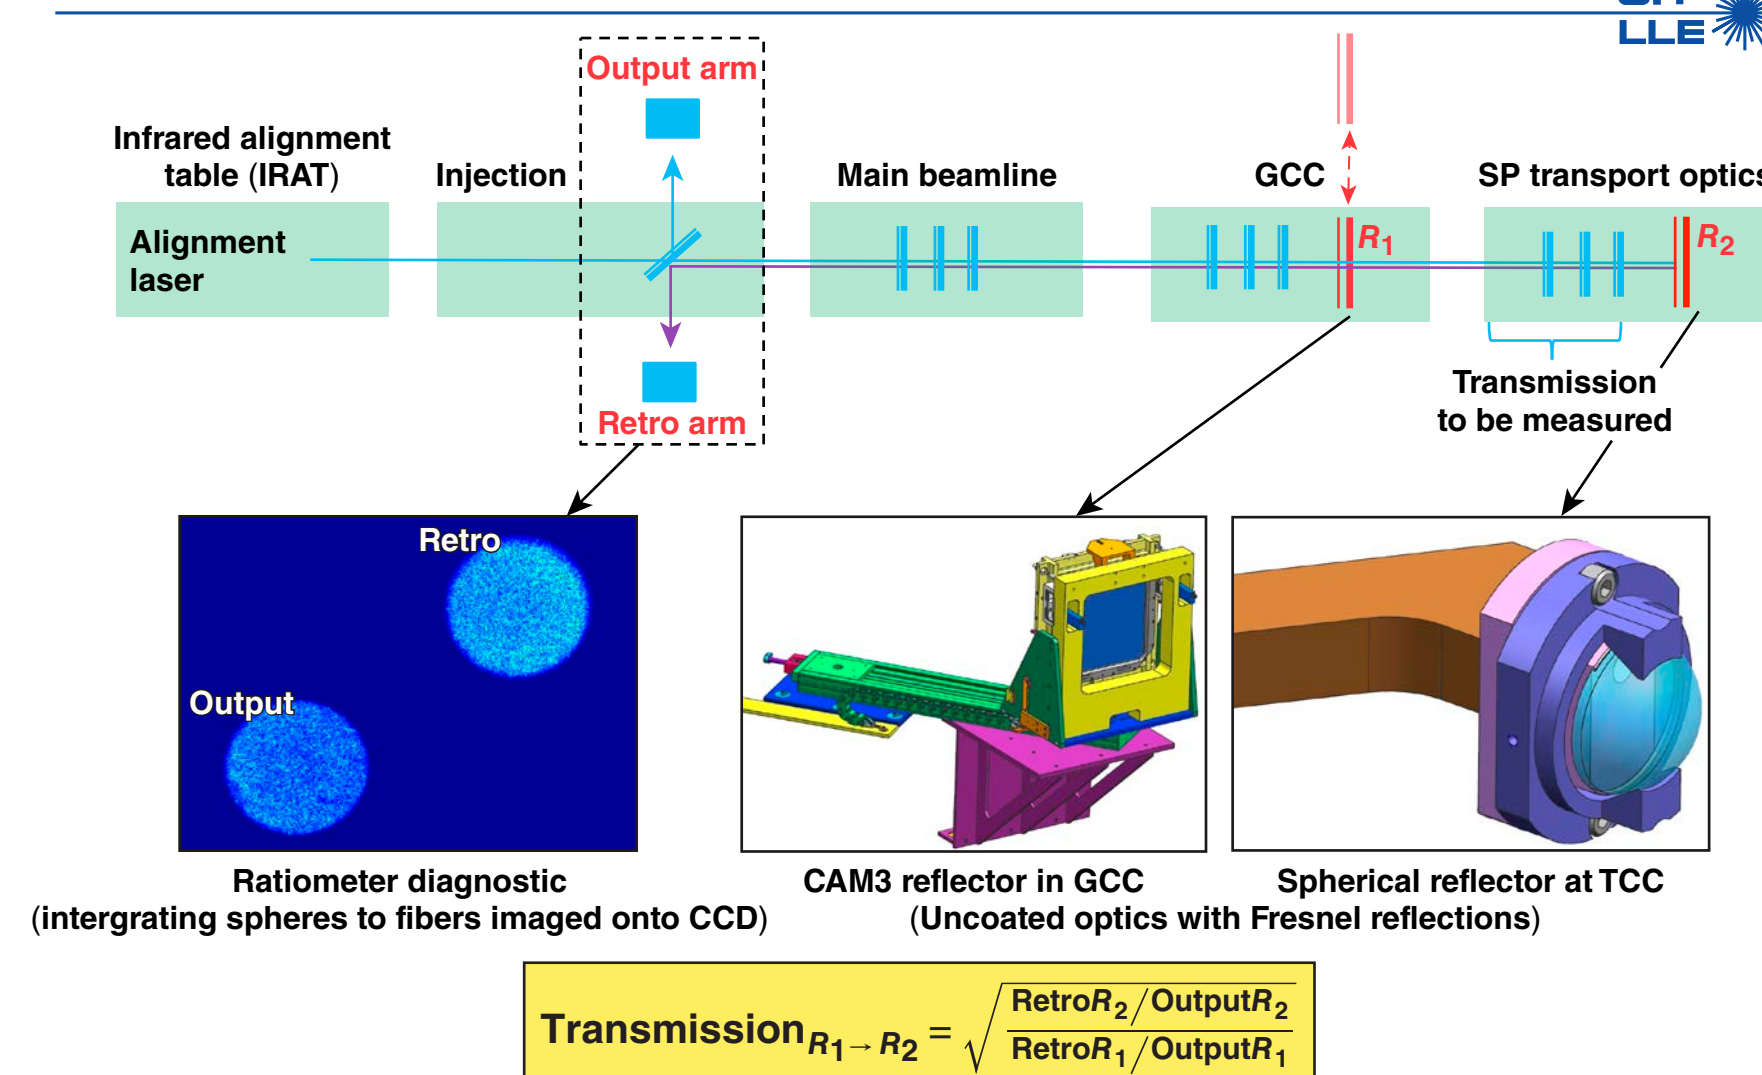 LLE
Output arm
Infrared alignment
table (IRAT)
Injection
Main beamline
GCC
SP transport optics
Alignment
laser
R1
R2
Retro arm
Transmission
to be measured
Retro
Output
Ratiometer diagnostic
(intergrating spheres to fibers imaged onto CCD)
CAM3 reflector in GCC
Spherical reflector at TCC
(Uncoated optics with Fresnel reflections)
Transmission R1 → R2 = √ RetroR2/OutputR2
RetroR1/OutputR1